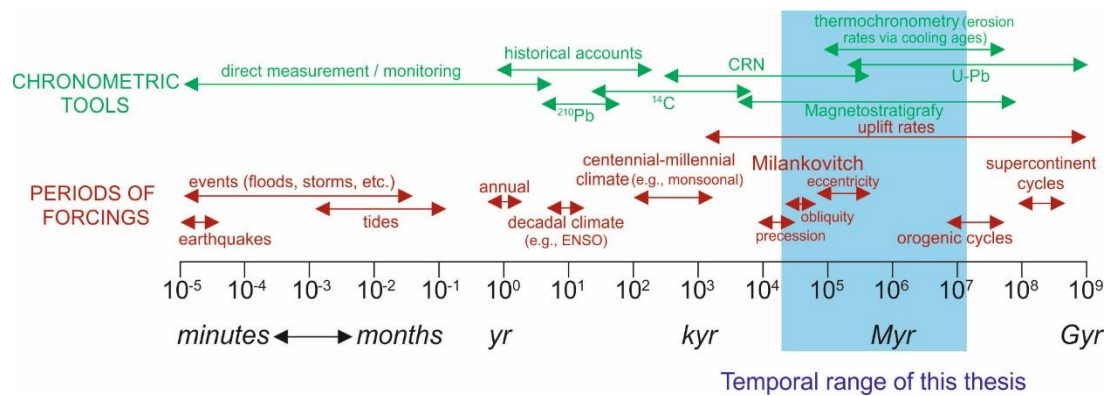 thermochronometry (erosion
rates via cooling ages)
historical accounts
direct measurement / monitoring
CRN
U-Pb
CHRONOMETRIC
TOOLS
210Pb
14C
Magnetostratigrafy
uplift rates
centennial-millennial
climate (e.g., monsoonal)
Milankovitch
supercontinent
cycles
events (floods, storms, etc.)
annual
eccentricity
PERIODS OF
FORCINGS
tides
decadal climate
(e.g., ENSO)
obliquity
earthquakes
precession
orogenic cycles
10-5 10-4 10-3 10-2 10-1 100 101 102 103 104 105 106 107 108 109
minutes months yr kyr Myr Gyr
Temporal range of this thesis